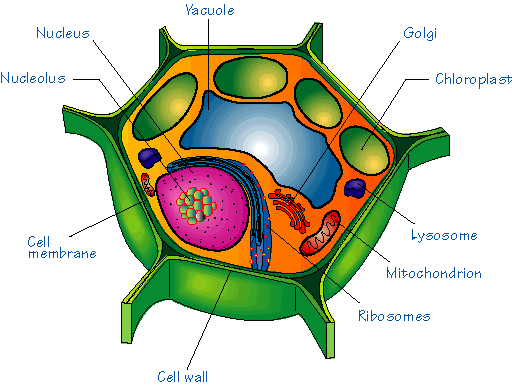 Vacuole
Nucleus
Golgi
Nucleolus
Chloroplast
Lysosome
Cell
membrane
Mitochondrion
Ribosomes
Cell wall